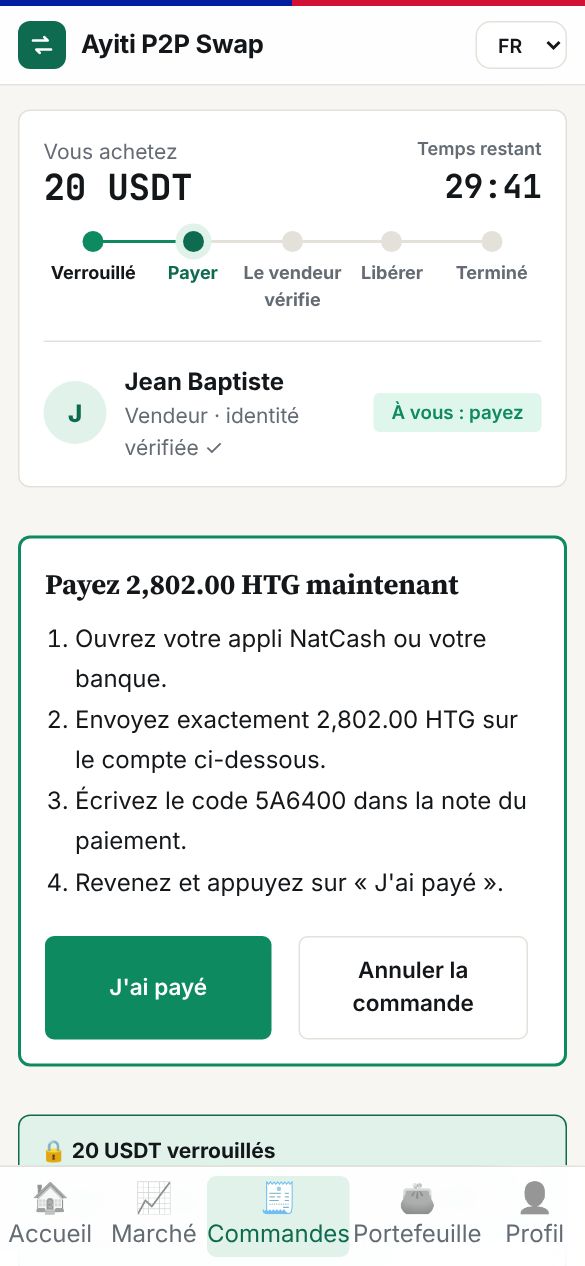 Ayiti P2P Swap
FR
Vous achetez
Temps restant
20 USDT
29:41
Verrouillé
Payer
Le vendeur
vérifie
Libérer
Terminé
J
Jean Baptiste
Vendeur · identité
vérifiée ✓
À vous : payez
Payez 2,802.00 HTG maintenant
1. Ouvrez votre appli NatCash ou votre
banque.
2. Envoyez exactement 2,802.00 HTG sur
le compte ci-dessous.
3. Écrivez le code 5A6400 dans la note du
paiement.
4. Revenez et appuyez sur « J'ai payé ».
J'ai payé
Annuler la
commande
🔒 20 USDT verrouillés
Accueil
Marché
Commandes
Portefeuille
Profil